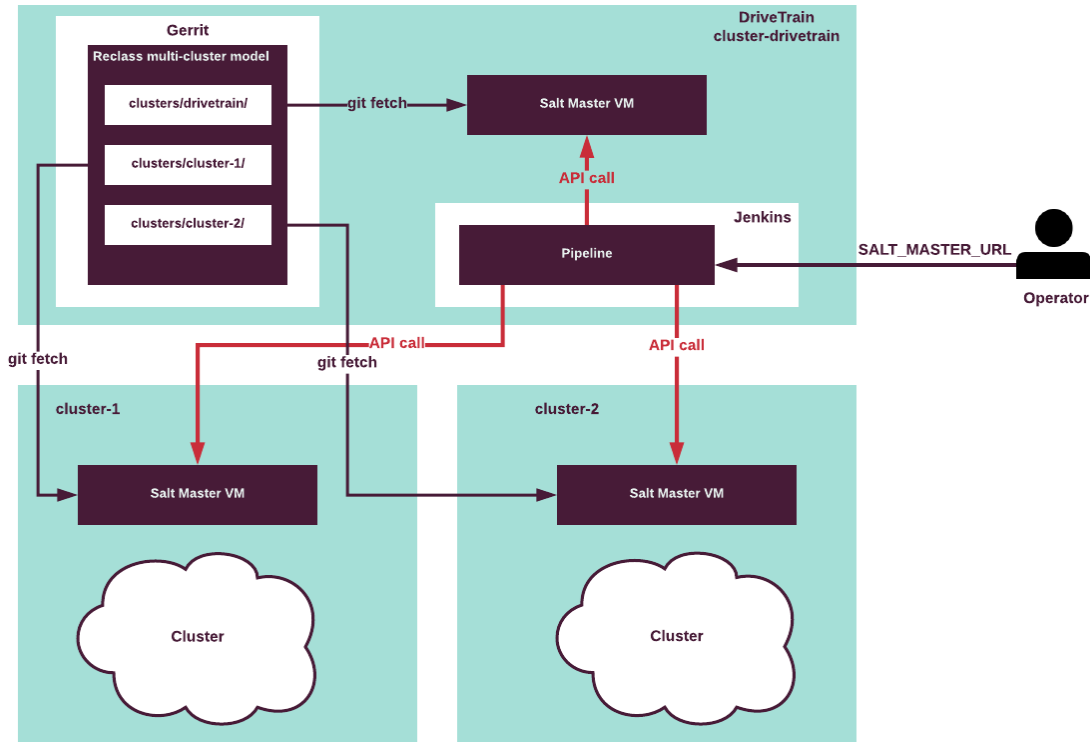 DriveTrain
cluster-drivetrain
Gerrit
Reclass multi-cluster model
clusters/drivetrain/
git fetch
Salt Master VM
clusters/cluster-1/
API call
clusters/cluster-2/
Jenkins
Pipeline
SALT_MASTER_URL
Operator
git fetch
API call
git fetch
API call
cluster-1
cluster-2
Salt Master VM
Salt Master VM
Cluster
Cluster